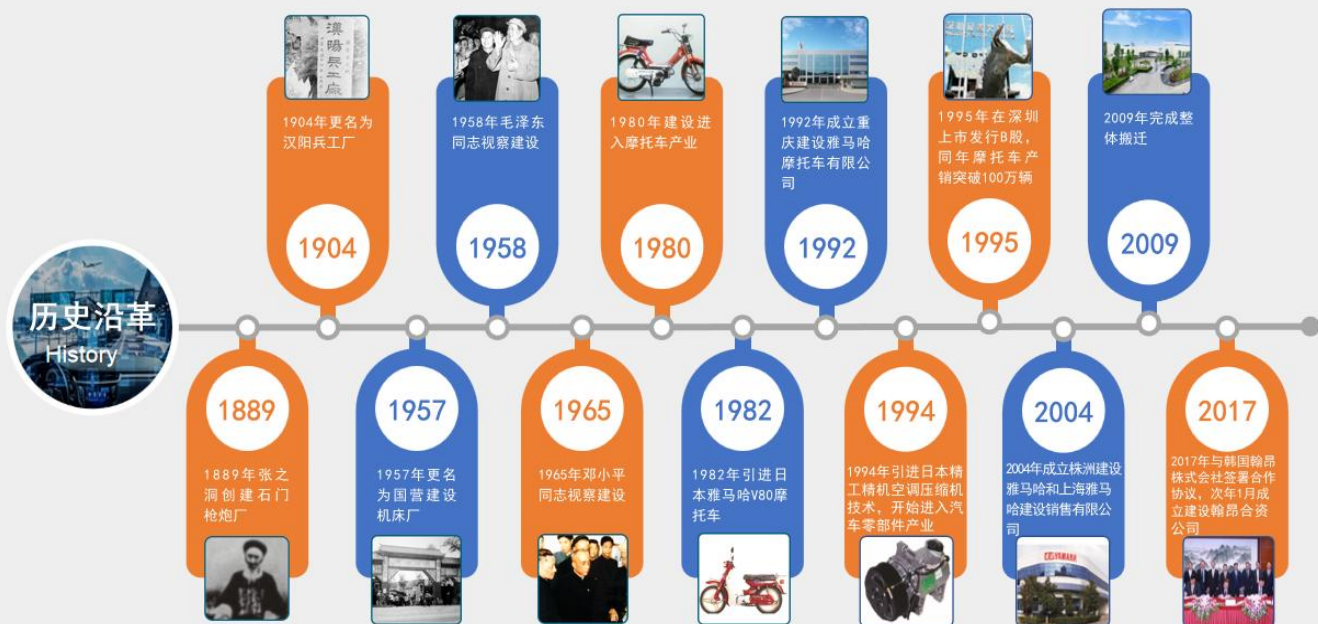 漢陽兵工廠
1904年更名为
汉阳兵工厂
1904
1958年毛泽东
同志视察建设
1958
1980年建设进
入摩托车产业
1980
1992年成立重
庆建设雅马哈
摩托车有限公
司
1992
1995年在深圳
上市发行B股，
同年摩托车产
销突破100万辆
1995
2009年完成整
体搬迁
2009
历史沿革
History
1889
1889年张之
洞创建石门
枪炮厂
1957
1957年更名
为国营建设
机床厂
1965
1965年邓小平
同志视察建设
1982
1982年引进日
本雅马哈V80摩
托车
1994
1994年引进日本精
工精机空调压缩机
技术，开始进入汽
车零部件产业
2004
2004年成立株洲建设
雅马哈和上海雅马
哈建设销售有限公
司
YAMAHA
2017
2017年与韩国翰昂
株式会社签署合作
协议，次年1月成
立建设翰昂合资
公司